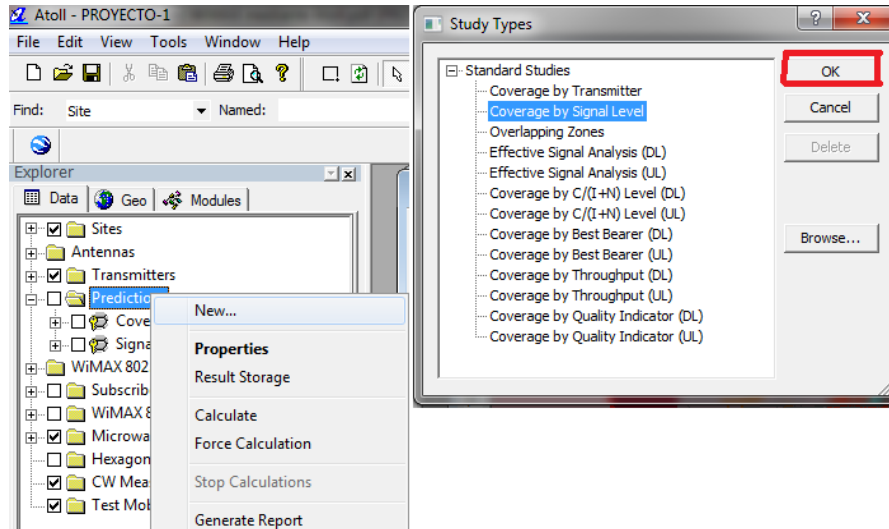 Atoll - PROYECTO-1
File Edit View Tools Window Help
Find: Site Named:
Explorer
Data Geo Modules
Sites
Antennas
Transmitters
Predictio
Cove
Signa
WiMAX 802
Subscrib
WiMAX 8
Microwa
Hexagon
CW Mea
Test Mob
New...
Properties
Result Storage
Calculate
Force Calculation
Stop Calculations
Generate Report
Study Types
Standard Studies
Coverage by Transmitter
Coverage by Signal Level
Overlapping Zones
Effective Signal Analysis (DL)
Effective Signal Analysis (UL)
Coverage by C/(I+N) Level (DL)
Coverage by C/(I+N) Level (UL)
Coverage by Best Bearer (DL)
Coverage by Best Bearer (UL)
Coverage by Throughput (DL)
Coverage by Throughput (UL)
Coverage by Quality Indicator (DL)
Coverage by Quality Indicator (UL)
OK
Cancel
Delete
Browse...